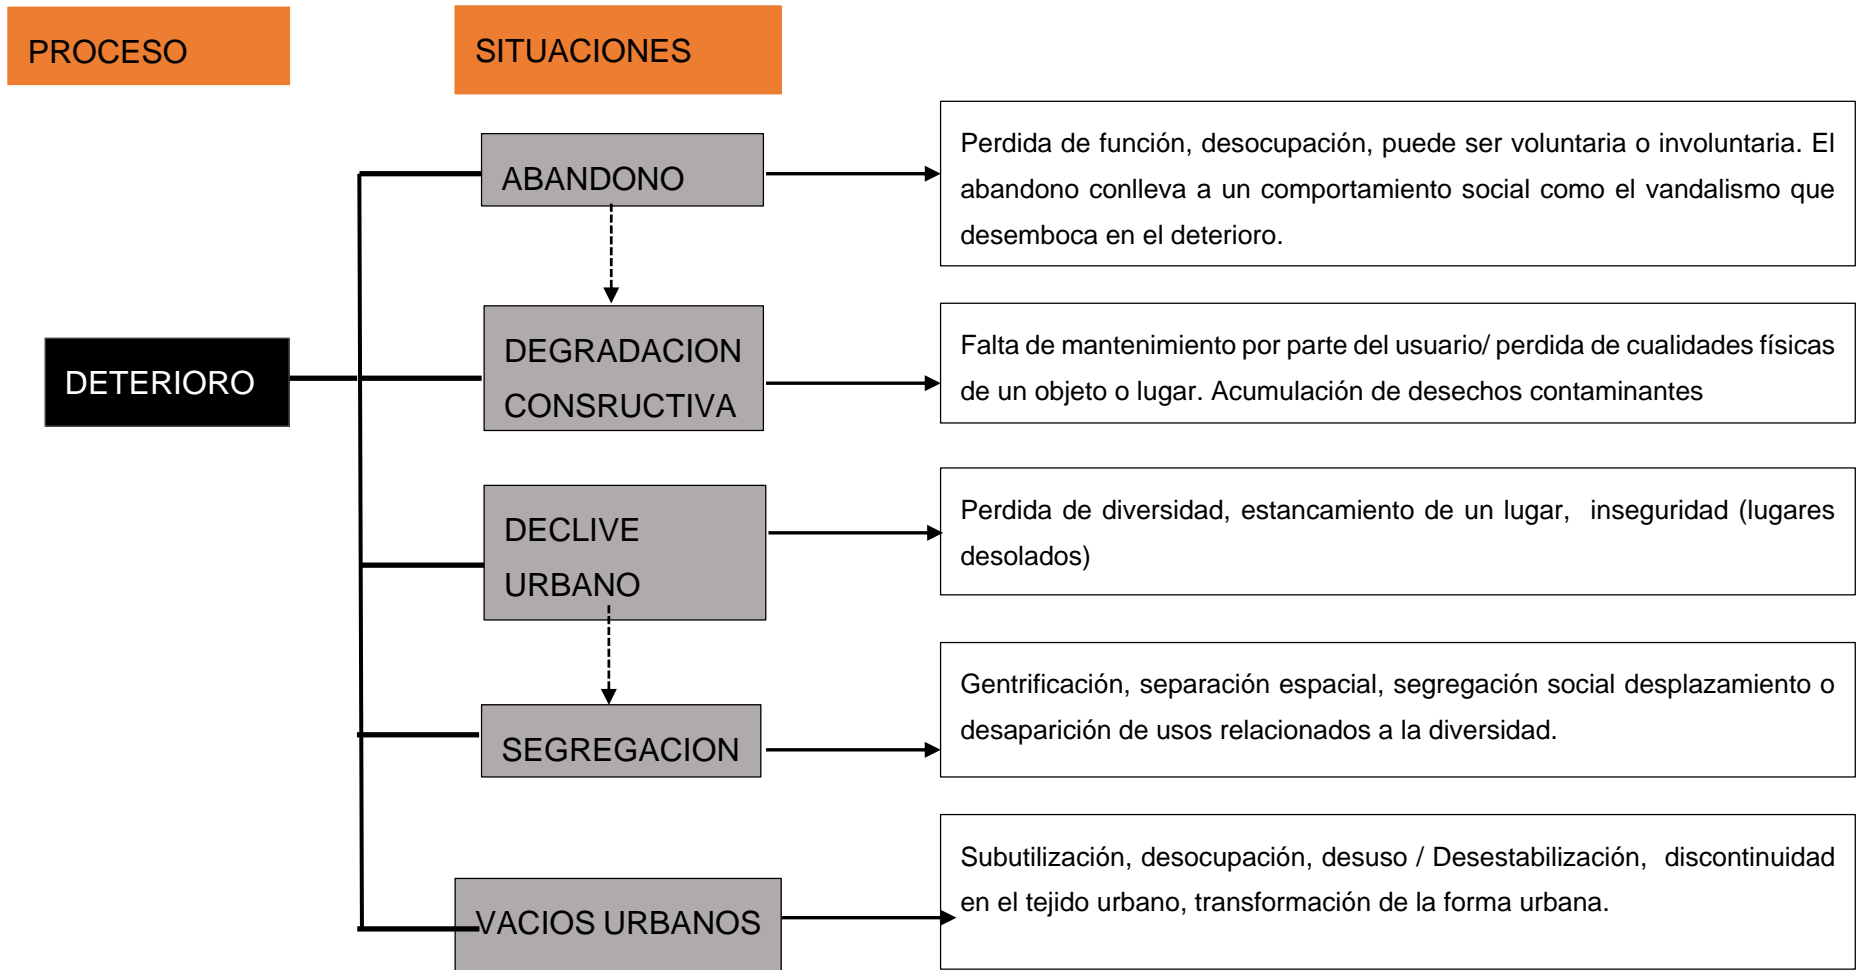 PROCESO
SITUACIONES
ABANDONO
Perdida de función, desocupación, puede ser voluntaria o involuntaria. El
abandono conlleva a un comportamiento social como el vandalismo que
desemboca en el deterioro.
DETERIORO
DEGRADACION
CONSRUCTIVA
Falta de mantenimiento por parte del usuario/ perdida de cualidades físicas
de un objeto o lugar. Acumulación de desechos contaminantes
DECLIVE
URBANO
Perdida de diversidad, estancamiento de un lugar, inseguridad (lugares
desolados)
SEGREGACION
Gentrificación, separación espacial, segregación social desplazamiento o
desaparición de usos relacionados a la diversidad.
VACIOS URBANOS
Subutilización, desocupación, desuso / Desestabilización, discontinuidad
en el tejido urbano, transformación de la forma urbana.